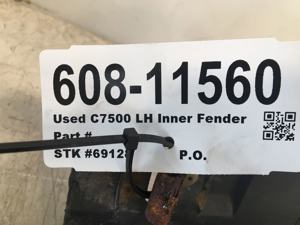 608-11560
Used C7500 LH Inner Fender
Part #
STK #69128
P.O.